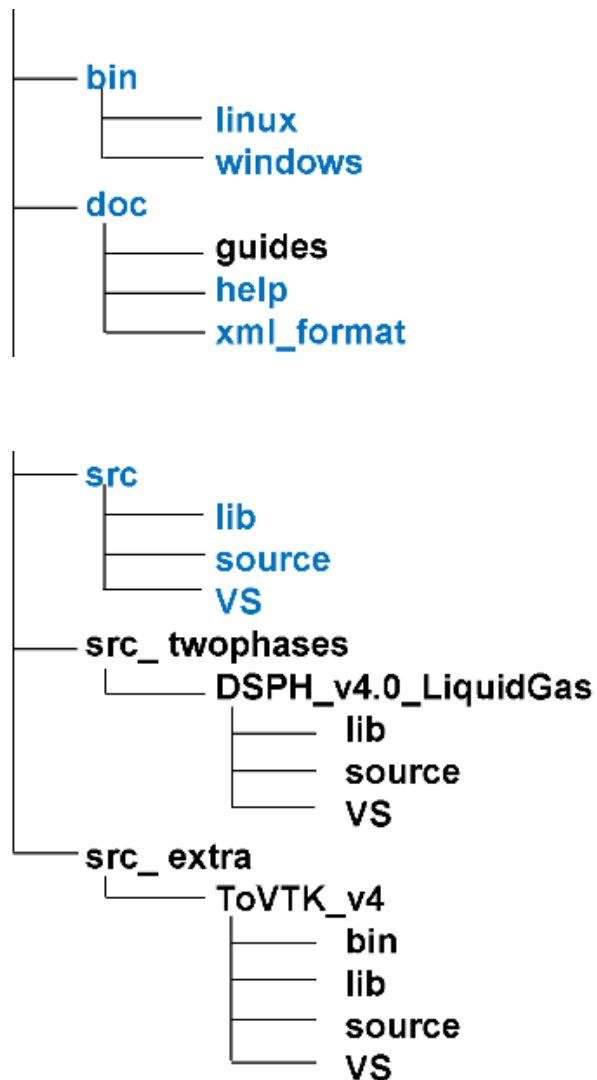 bin
linux
windows
doc
guides
help
xml_format
src
lib
source
VS
src_ twophases
DSPH_v4.0_LiquidGas
lib
source
VS
src_ extra
ToVTK_v4
bin
lib
source
VS